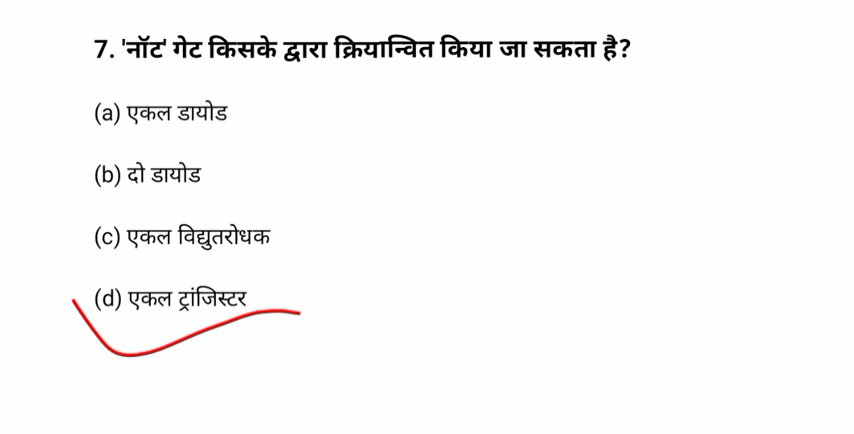 7. 'नॉट' गेट किसके द्वारा क्रियान्वित किया जा सकता है?
(a) एकल डायोड
(b) दो डायोड
(c) एकल विद्युतरोधक
(d) एकल ट्रांजिस्टर